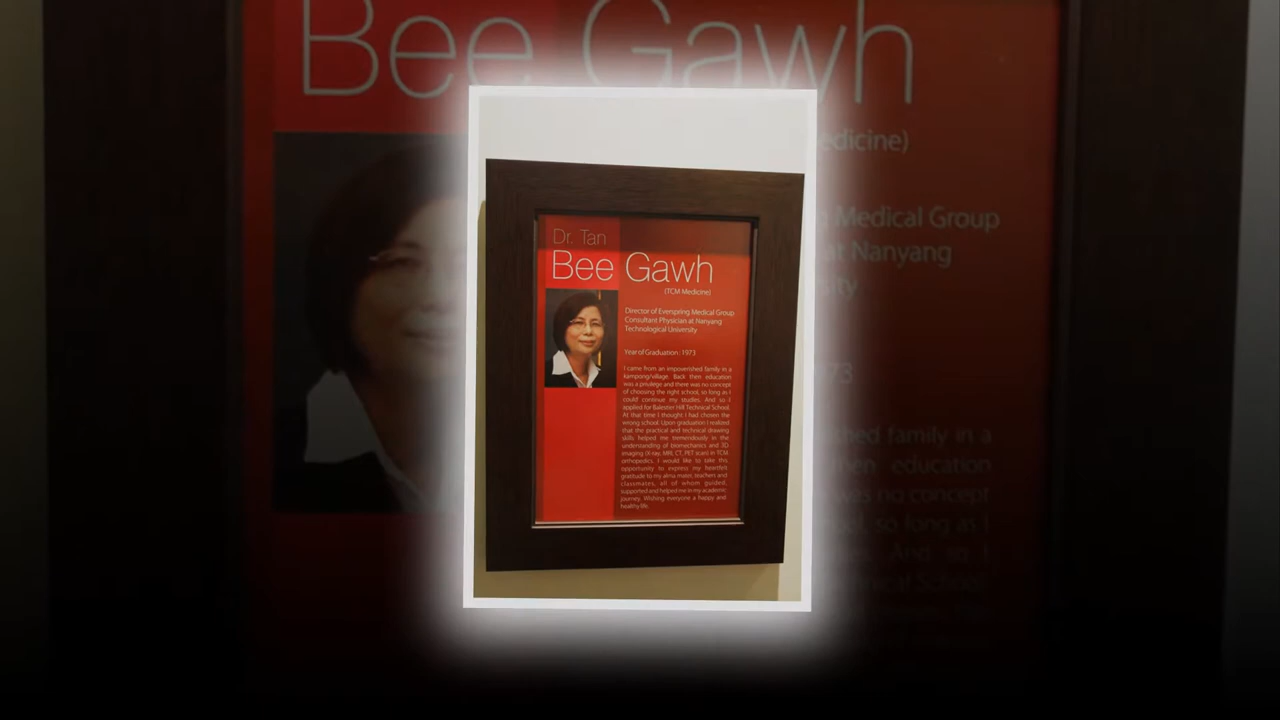 Dr. Tan
Bee Gawh
(TCM Medicine)
Director of Everspring Medical Group
Consultant Physician at Nanyang
Technological University
Year of Graduation : 1973
I came from an impoverished family in a
kampong/village. Back then education
was a privilege and there was no concept
of choosing the right school, so long as I
could continue my studies. And so I
applied for Balestier Hill Technical School.
At that time I thought I had chosen the
wrong school. Upon graduation I realized
that the practical and technical drawing
skills helped me tremendously in the
understanding of biomechanics and 3D
imaging (X-ray, MRI, CT, PET scan) in TCM
orthopedics. I would like to take this
opportunity to express my heartfelt
gratitude to my alma mater, teachers and
classmates, all of whom guided,
supported and helped me in my academic
journey. Wishing everyone a happy and
healthy life.